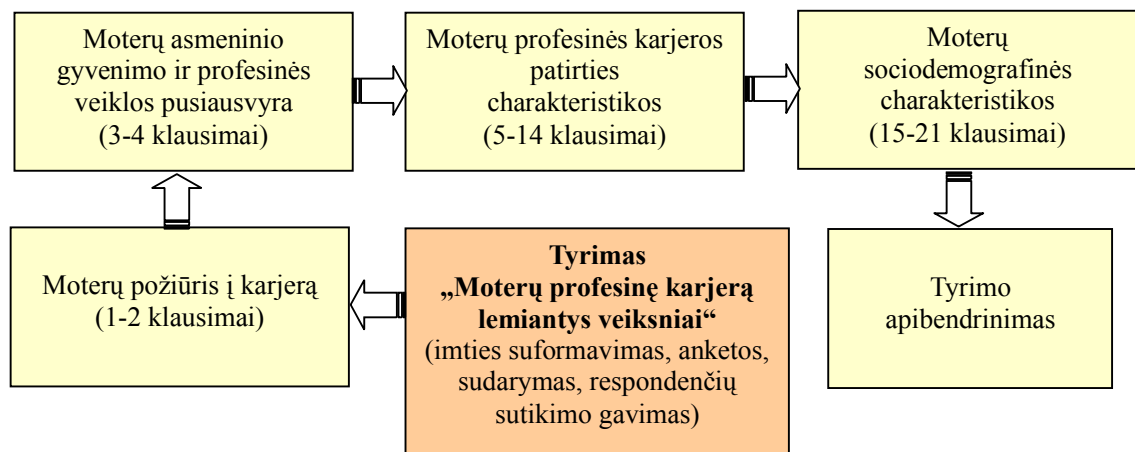 Moterų asmeninio
gyvenimo ir profesinės
veiklos pusiausvyra
(3-4 klausimai)
Moterų profesinės karjeros
patirties
charakteristikos
(5-14 klausimai)
Moterų
sociodemografinės
charakteristikos
(15-21 klausimai)
Moterų požiūris į karjerą
(1-2 klausimai)
Tyrimas
„Moterų profesinę karjerą
lemiantys veiksniai“
(imties suformavimas, anketos,
sudarymas, respondenčių
sutikimo gavimas)
Tyrimo
apibendrinimas